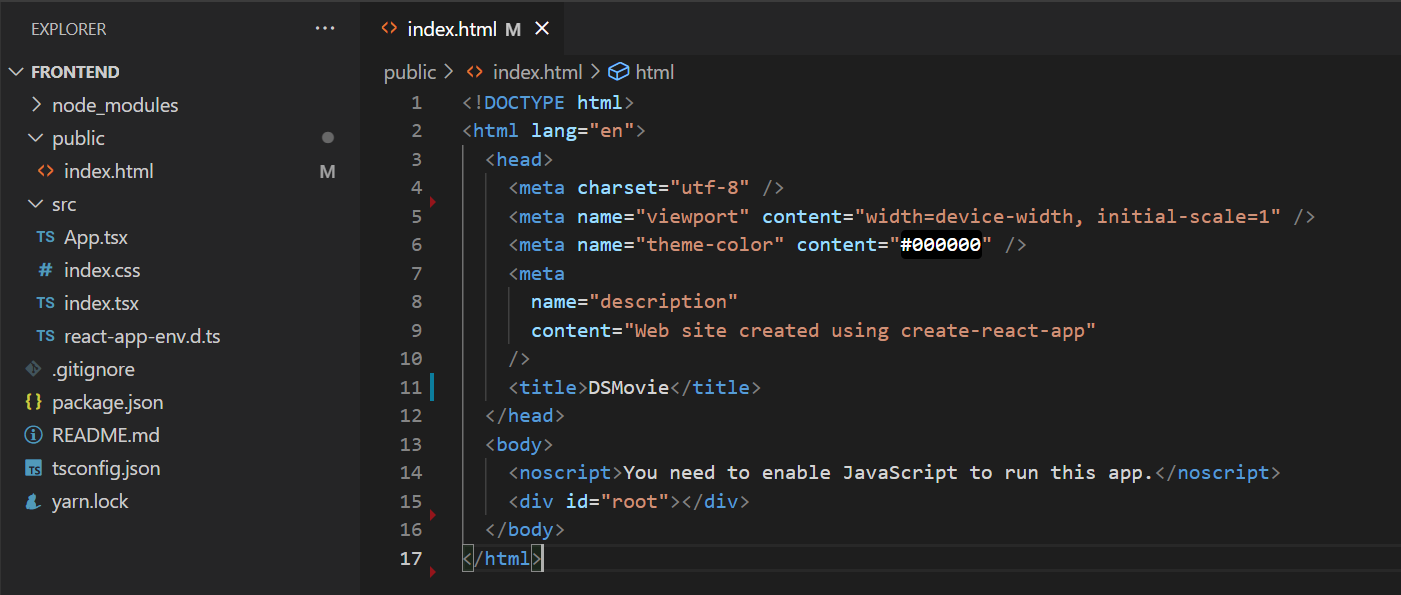 EXPLORER
FRONTEND
node_modules
public
index.html M
src
TS App.tsx
# index.css
TS index.tsx
TS react-app-env.d.ts
.gitignore
{} package.json
README.md
TS tsconfig.json
yarn.lock
<> index.html M
public > <> index.html > html
1 <!DOCTYPE html>
2 <html lang="en">
3 <head>
4 <meta charset="utf-8" />
5 <meta name="viewport" content="width=device-width, initial-scale=1" />
6 <meta name="theme-color" content="#000000" />
7 <meta
8 name="description"
9 content="Web site created using create-react-app"
10 />
11 <title>DSMovie</title>
12 </head>
13 <body>
14 <noscript>You need to enable JavaScript to run this app.</noscript>
15 <div id="root"></div>
16 </body>
17 </html>